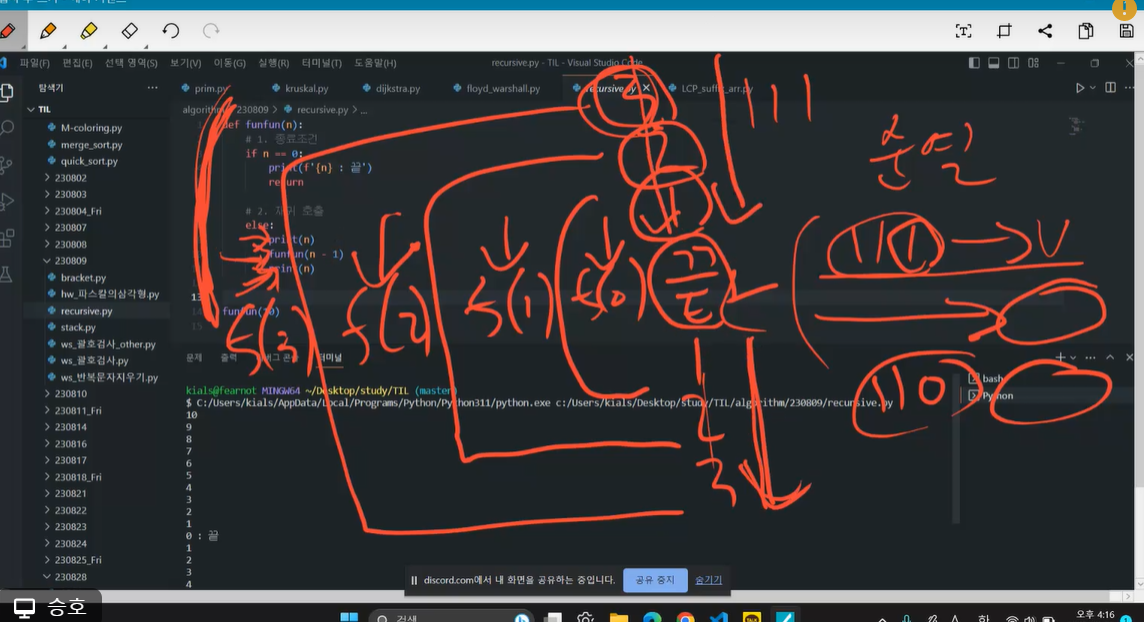 파일(F) 편집(E) 선택 영역(S) 보기(V) 이동(G) 실행(R) 터미널(T) 도움말(H) recursive.py - TIL - Visual Studio Code
탐색기 ... prim.py kruskal.py dijkstra.py floyd_warshall.py recursive.py LCP_suffix_arr.py
TIL
algorithm 230809 > recursive.py > ...
M-coloring.py
merge_sort.py
quick_sort.py
230802
230803
230804_Fri
230807
230808
230809
bracket.py
hw_파스칼의삼각형.py
recursive.py
stack.py
ws_괄호검사_other.py
ws_괄호검사.py
ws_반복문자지우기.py
230810
230811_Fri
230814
230816
230817
230818_Fri
230821
230822
230823
230824
230825_Fri
230828
def funfun(n):
# 1. 종료조건
if n == 0:
print(f'{n} : 끝')
return
# 2. 재귀 호출
else:
print(n)
funfun(n - 1)
print(n)
13
14 funfun(10)
15
3
2
1
끝
1
2
3
f(3) f(2) f(1) f(0)
111
111 → V
110
문제 출력 디버그 콘솔 터미널
bash
Python
kials@fearnot MINGW64 ~/Desktop/study/TIL (master)
$ C:/Users/kials/AppData/Local/Programs/Python/Python311/python.exe c:/Users/kials/Desktop/study/TIL/algorithm/230809/recursive.py
10
9
8
7
6
5
4
3
2
1
0 : 끝
1
2
3
4
discord.com에서 내 화면을 공유하는 중입니다. 공유 중지 숨기기
승호
검색
오후 4:16